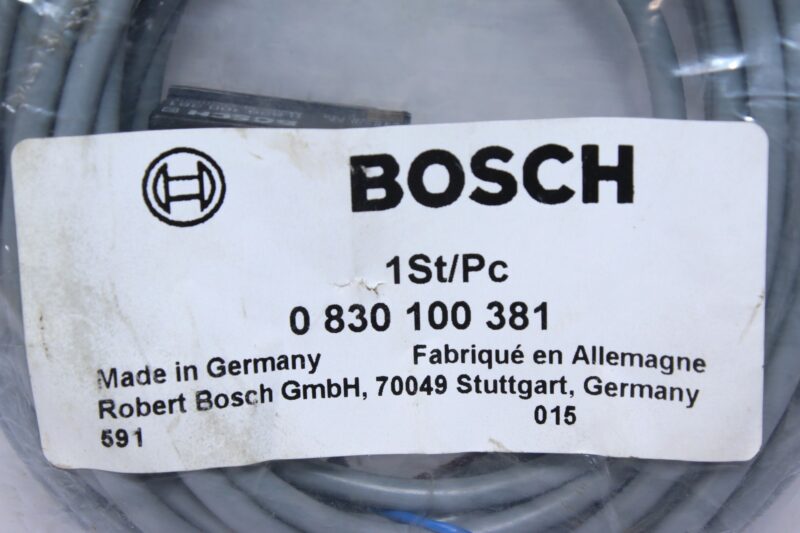 BOSCH
BOSCH
1St/Pc
0 830 100 381
Made in Germany Fabriqué en Allemagne
Robert Bosch GmbH, 70049 Stuttgart, Germany
591 015